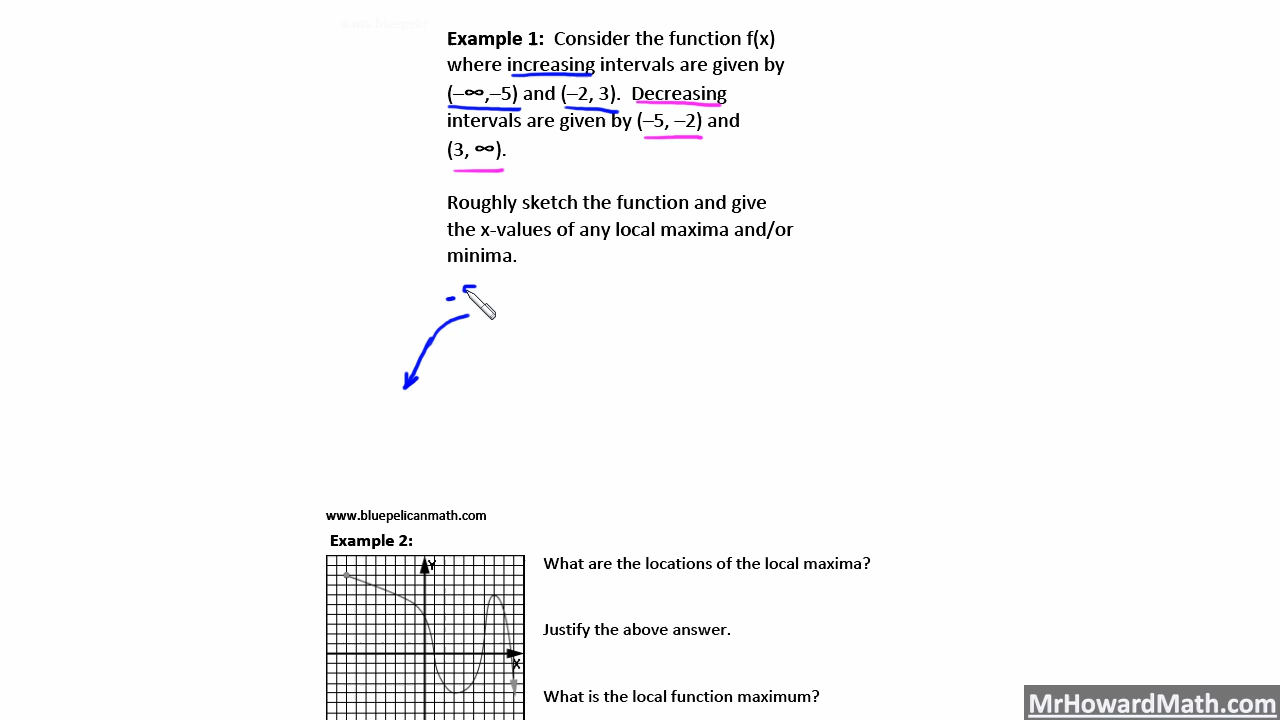 Example 1: Consider the function f(x)
where increasing intervals are given by
(–∞,–5) and (–2, 3). Decreasing
intervals are given by (–5, –2) and
(3, ∞).
Roughly sketch the function and give
the x-values of any local maxima and/or
minima.
www.bluepelicanmath.com
Example 2:
Y
X
What are the locations of the local maxima?
Justify the above answer.
What is the local function maximum?
MrHowardMath.com